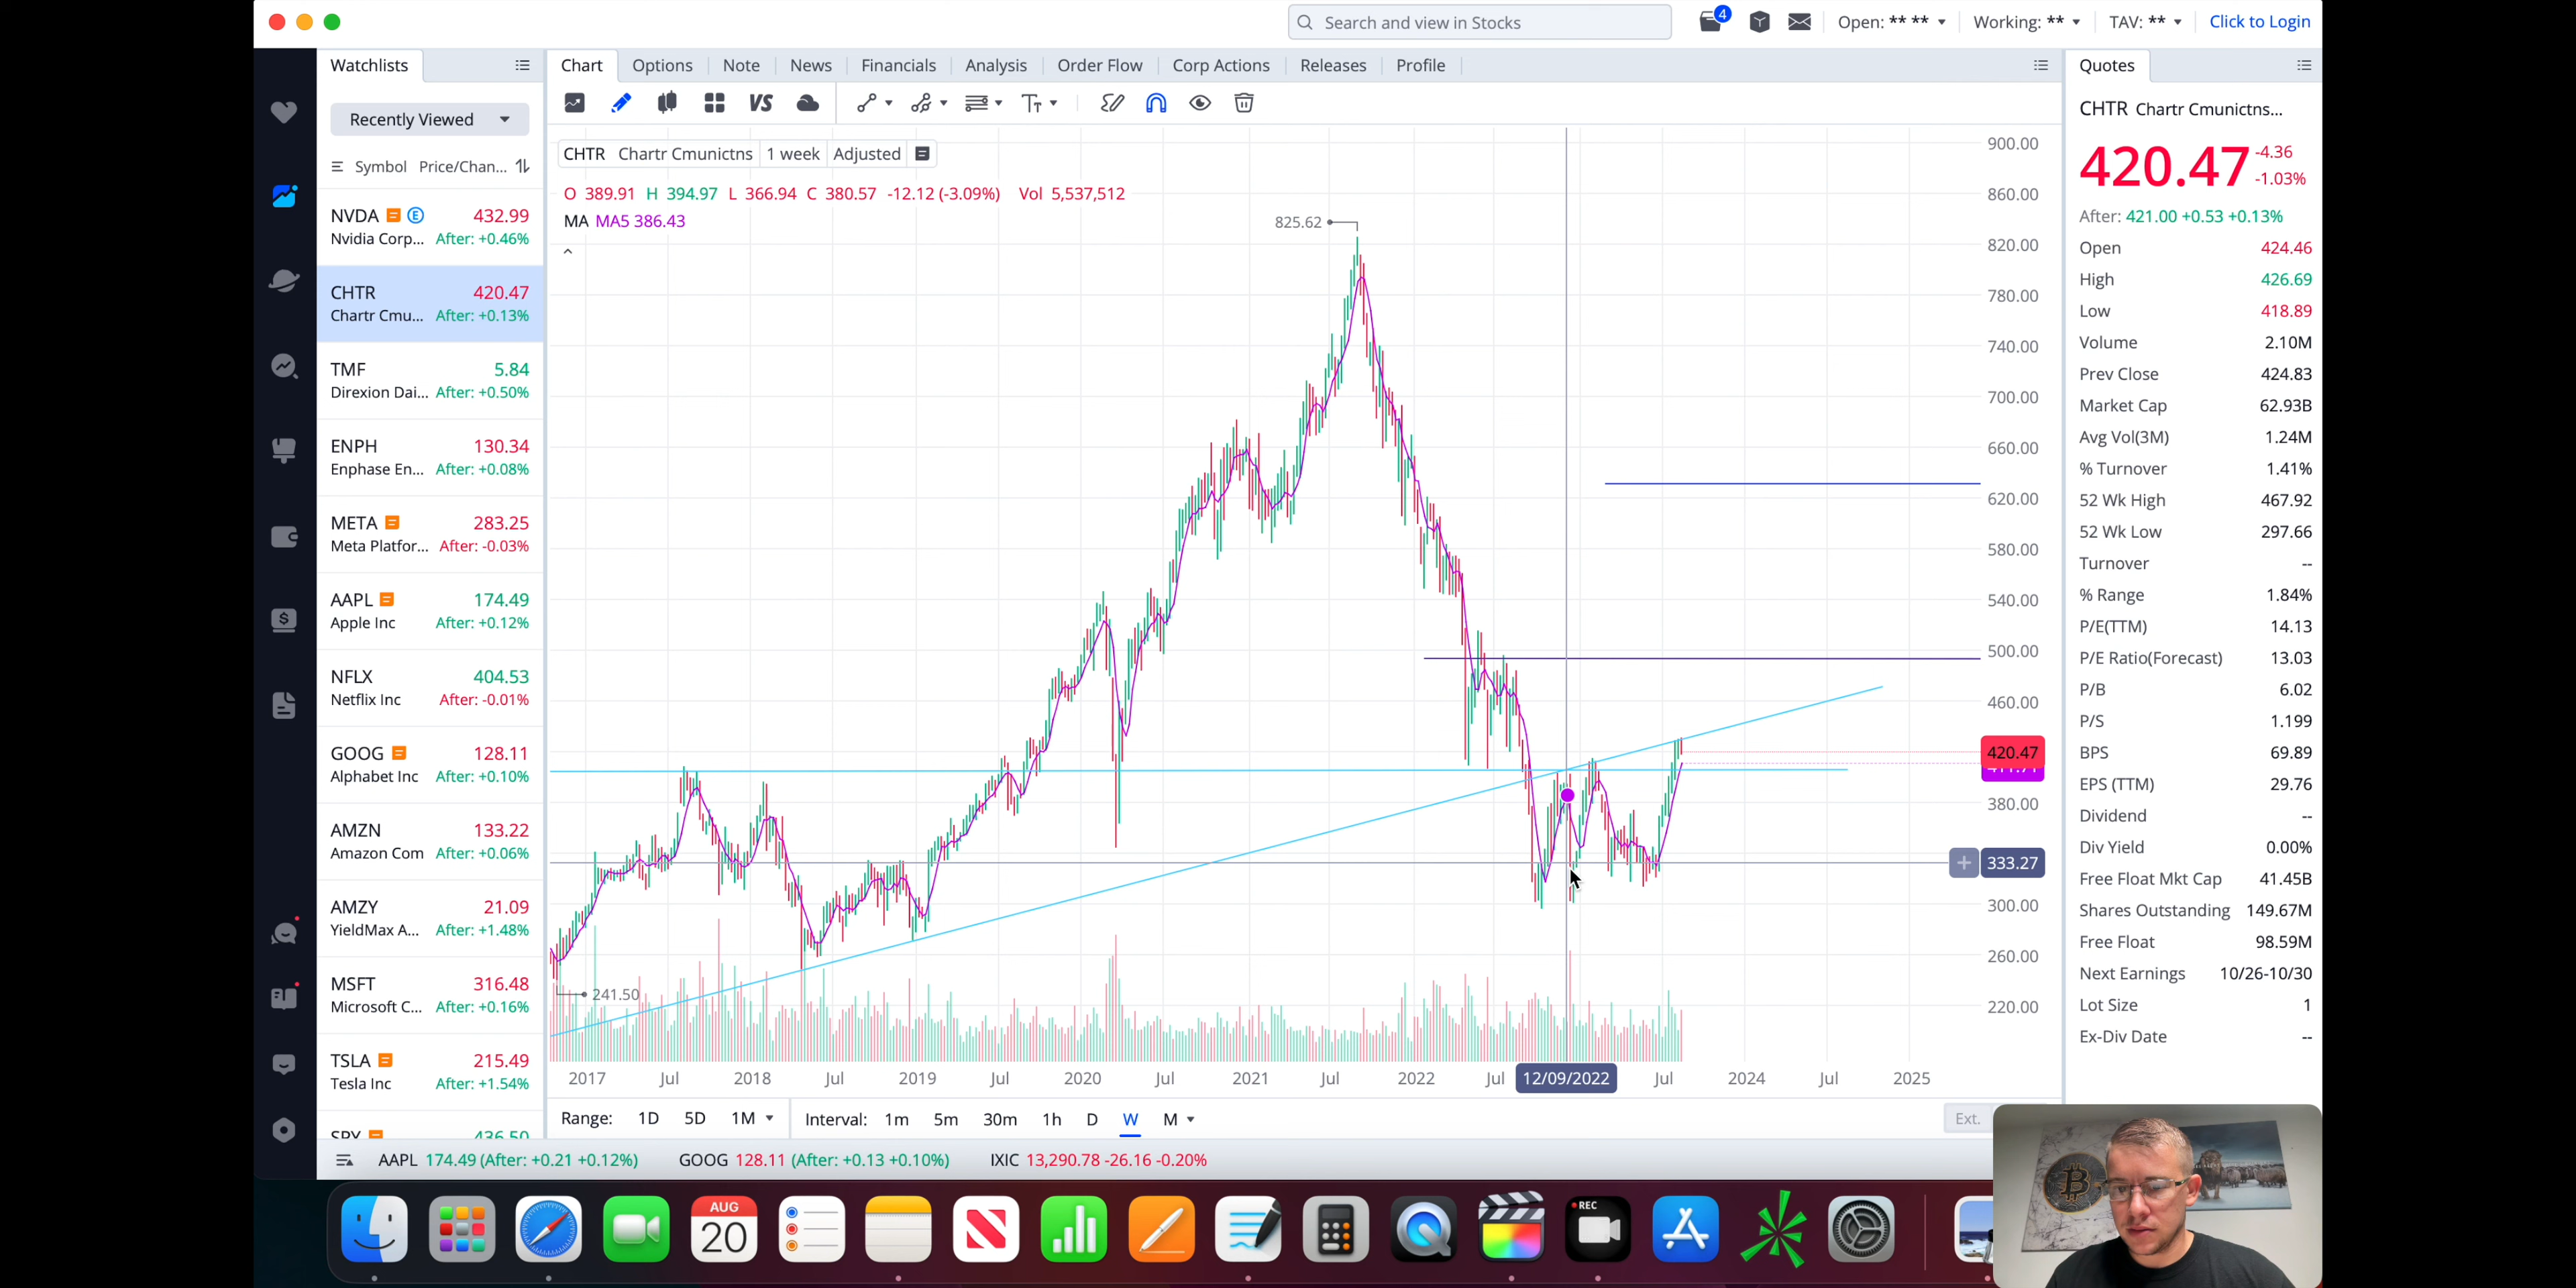 Search and view in Stocks
4
Open: ** **
Working: **
TAV: **
Click to Login
Watchlists
Recently Viewed
Symbol Price/Chan...
NVDA E 432.99
Nvidia Corp... After: +0.46%
CHTR 420.47
Chartr Cmu... After: +0.13%
TMF 5.84
Direxion Dai... After: +0.50%
ENPH 130.34
Enphase En... After: +0.08%
META 283.25
Meta Platfor... After: -0.03%
AAPL 174.49
Apple Inc After: +0.12%
NFLX 404.53
Netflix Inc After: -0.01%
GOOG 128.11
Alphabet Inc After: +0.10%
AMZN 133.22
Amazon Com After: +0.06%
AMZY 21.09
YieldMax A... After: +1.48%
MSFT 316.48
Microsoft C... After: +0.16%
TSLA 215.49
Tesla Inc After: +1.54%
SPY 436.50
Chart Options Note News Financials Analysis Order Flow Corp Actions Releases Profile
VS Tт
CHTR Chartr Cmunictns 1 week Adjusted
O 389.91 H 394.97 L 366.94 C 380.57 -12.12 (-3.09%) Vol 5,537,512
MA MA5 386.43
825.62
241.50
900.00
860.00
820.00
780.00
740.00
700.00
660.00
620.00
580.00
540.00
500.00
460.00
420.47
380.00
333.27
300.00
260.00
220.00
2017 Jul 2018 Jul 2019 Jul 2020 Jul 2021 Jul 2022 Jul 12/09/2022 Jul 2024 Jul 2025
Range: 1D 5D 1M Interval: 1m 5m 30m 1h D W M Ext.
Quotes
CHTR Chartr Cmunictns...
420.47 -4.36
-1.03%
After: 421.00 +0.53 +0.13%
Open 424.46
High 426.69
Low 418.89
Volume 2.10M
Prev Close 424.83
Market Cap 62.93B
Avg Vol(3M) 1.24M
% Turnover 1.41%
52 Wk High 467.92
52 Wk Low 297.66
Turnover --
% Range 1.84%
P/E(TTM) 14.13
P/E Ratio(Forecast) 13.03
P/B 6.02
P/S 1.199
BPS 69.89
EPS (TTM) 29.76
Dividend --
Div Yield 0.00%
Free Float Mkt Cap 41.45B
Shares Outstanding 149.67M
Free Float 98.59M
Next Earnings 10/26-10/30
Lot Size 1
Ex-Div Date --
AAPL 174.49 (After: +0.21 +0.12%) GOOG 128.11 (After: +0.13 +0.10%) IXIC 13,290.78 -26.16 -0.20%
AUG
20
REC